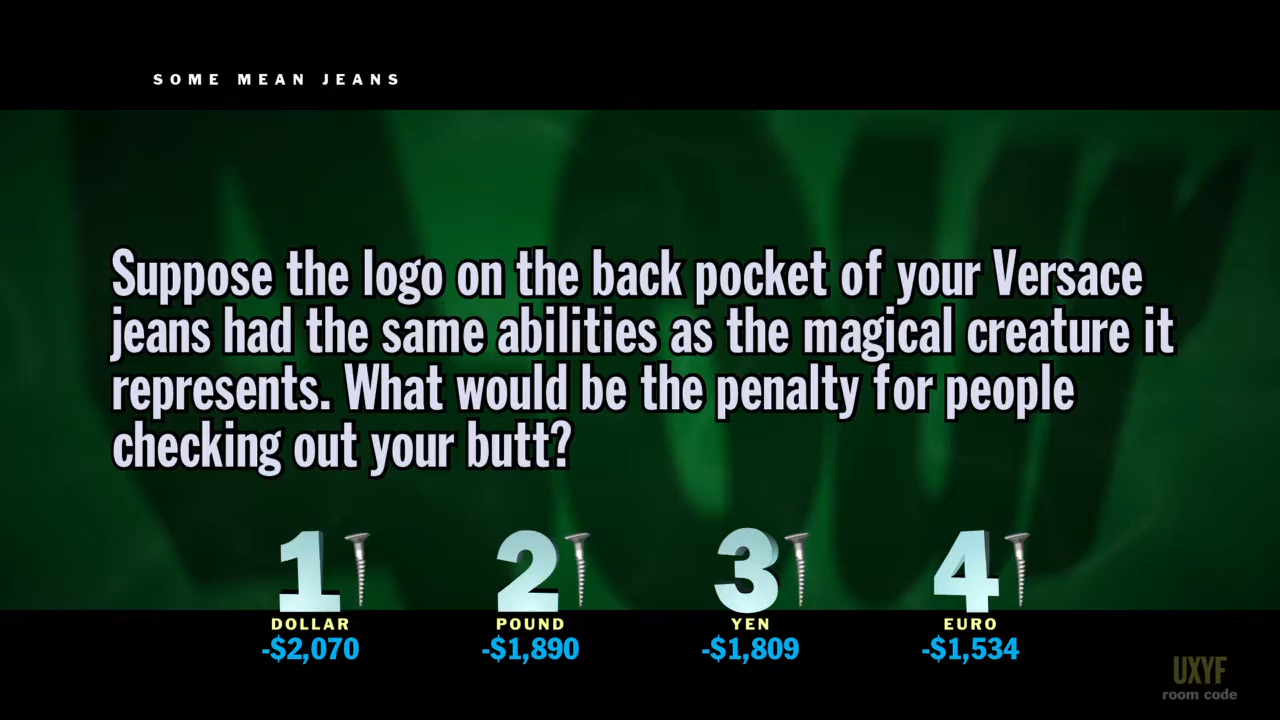 SOME MEAN JEANS
Suppose the logo on the back pocket of your Versace
jeans had the same abilities as the magical creature it
represents. What would be the penalty for people
checking out your butt?
1 2 3 4
DOLLAR POUND YEN EURO
-$2,070 -$1,890 -$1,809 -$1,534
UXYF
room code